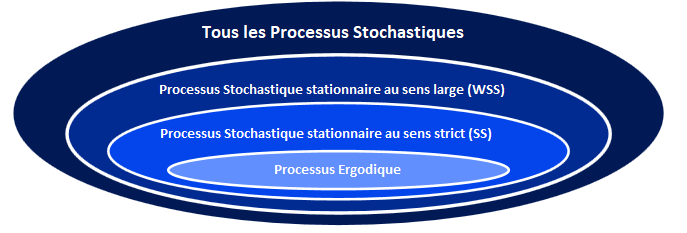 Tous les Processus Stochastiques
Processus Stochastique stationnaire au sens large (WSS)
Processus Stochastique stationnaire au sens strict (SS)
Processus Ergodique